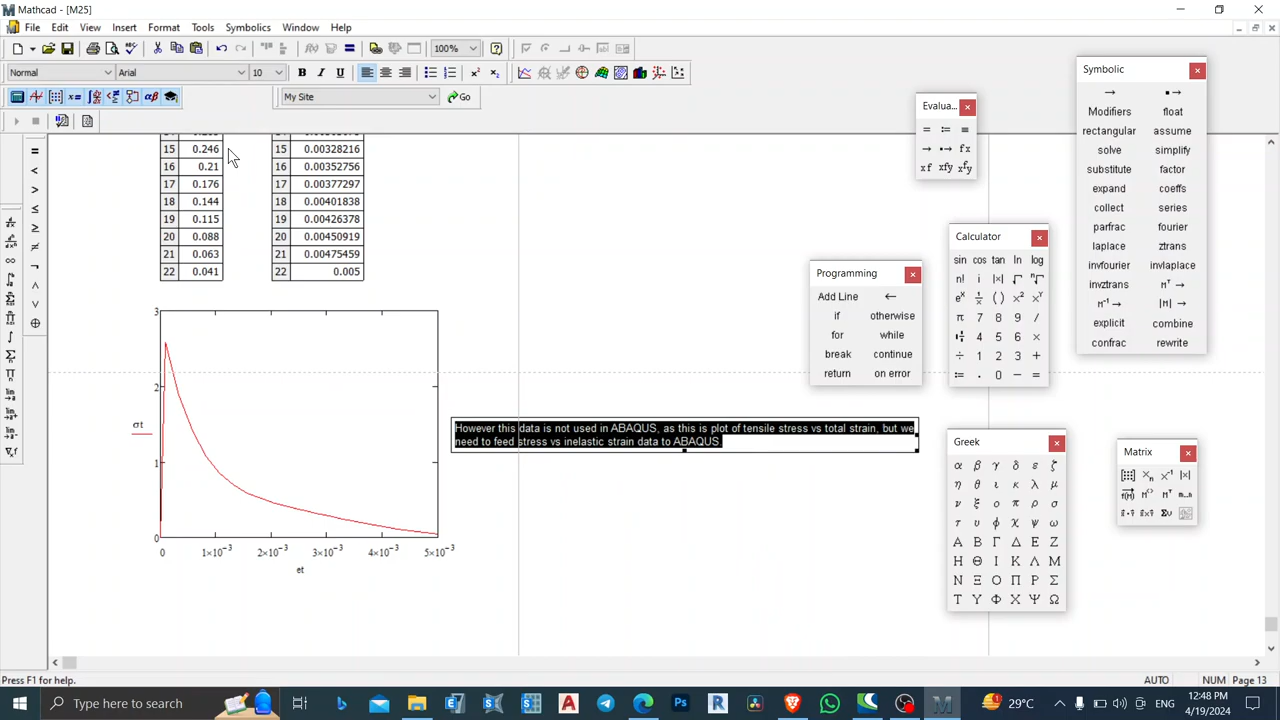 Mathcad - [M25]
File Edit View Insert Format Tools Symbolics Window Help
100%
Normal Arial 10 B I U
My Site Go
15 0.246 15 0.00328216
16 0.21 16 0.00352756
17 0.176 17 0.00377297
18 0.144 18 0.00401838
19 0.115 19 0.00426378
20 0.088 20 0.00450919
21 0.063 21 0.00475459
22 0.041 22 0.005
3
2
1
0
σt
0 1×10⁻³ 2×10⁻³ 3×10⁻³ 4×10⁻³ 5×10⁻³
et
However this data is not used in ABAQUS, as this is plot of tensile stress vs total strain, but we
need to feed stress vs inelastic strain data to ABAQUS.
Evalua...
= := ≡
→ •→ fx
xf xfy xfy
Programming
Add Line ←
if otherwise
for while
break continue
return on error
Calculator
sin cos tan ln log
n! i |×| √ ⁿ√
eˣ 1/x ( ) ×² ×ʸ
π 7 8 9 /
4 5 6 ×
÷ 1 2 3 +
:= . 0 − =
Symbolic
→ •→
Modifiers float
rectangular assume
solve simplify
substitute factor
expand coeffs
collect series
parfrac fourier
laplace ztrans
invfourier invlaplace
invztrans Mᵀ →
M⁻¹ → |M| →
explicit combine
confrac rewrite
Greek
α β γ δ ε ζ
η θ ι κ λ μ
ν ξ ο π ρ σ
τ υ φ χ ψ ω
Α Β Γ Δ Ε Ζ
Η Θ Ι Κ Λ Μ
Ν Ξ Ο Π Ρ Σ
Τ Υ Φ Χ Ψ Ω
Matrix
Press F1 for help. AUTO NUM Page 13
Type here to search
29°C
ENG
12:48 PM
4/19/2024